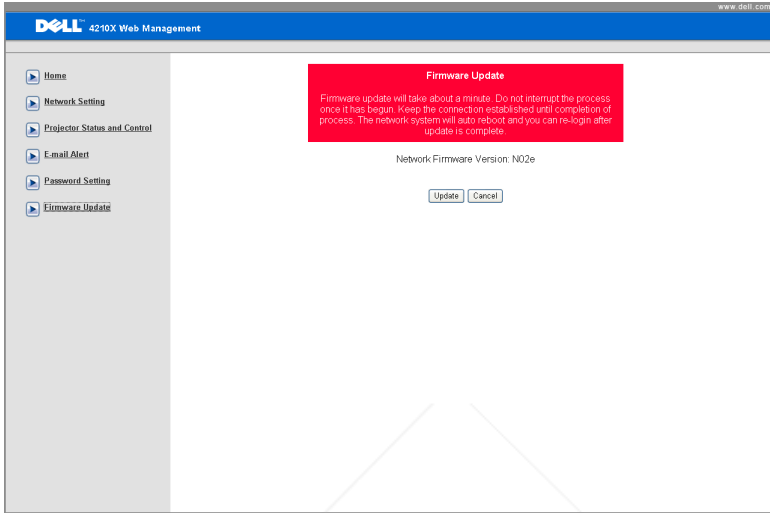 www.dell.com
DELL™ 4210X Web Management
Home
Network Setting
Projector Status and Control
E-mail Alert
Password Setting
Firmware Update
Firmware Update
Firmware update will take about a minute. Do not interrupt the process
once it has begun. Keep the connection established until completion of
process. The network system will auto reboot and you can re-login after
update is complete.
Network Firmware Version: N02e
Update Cancel